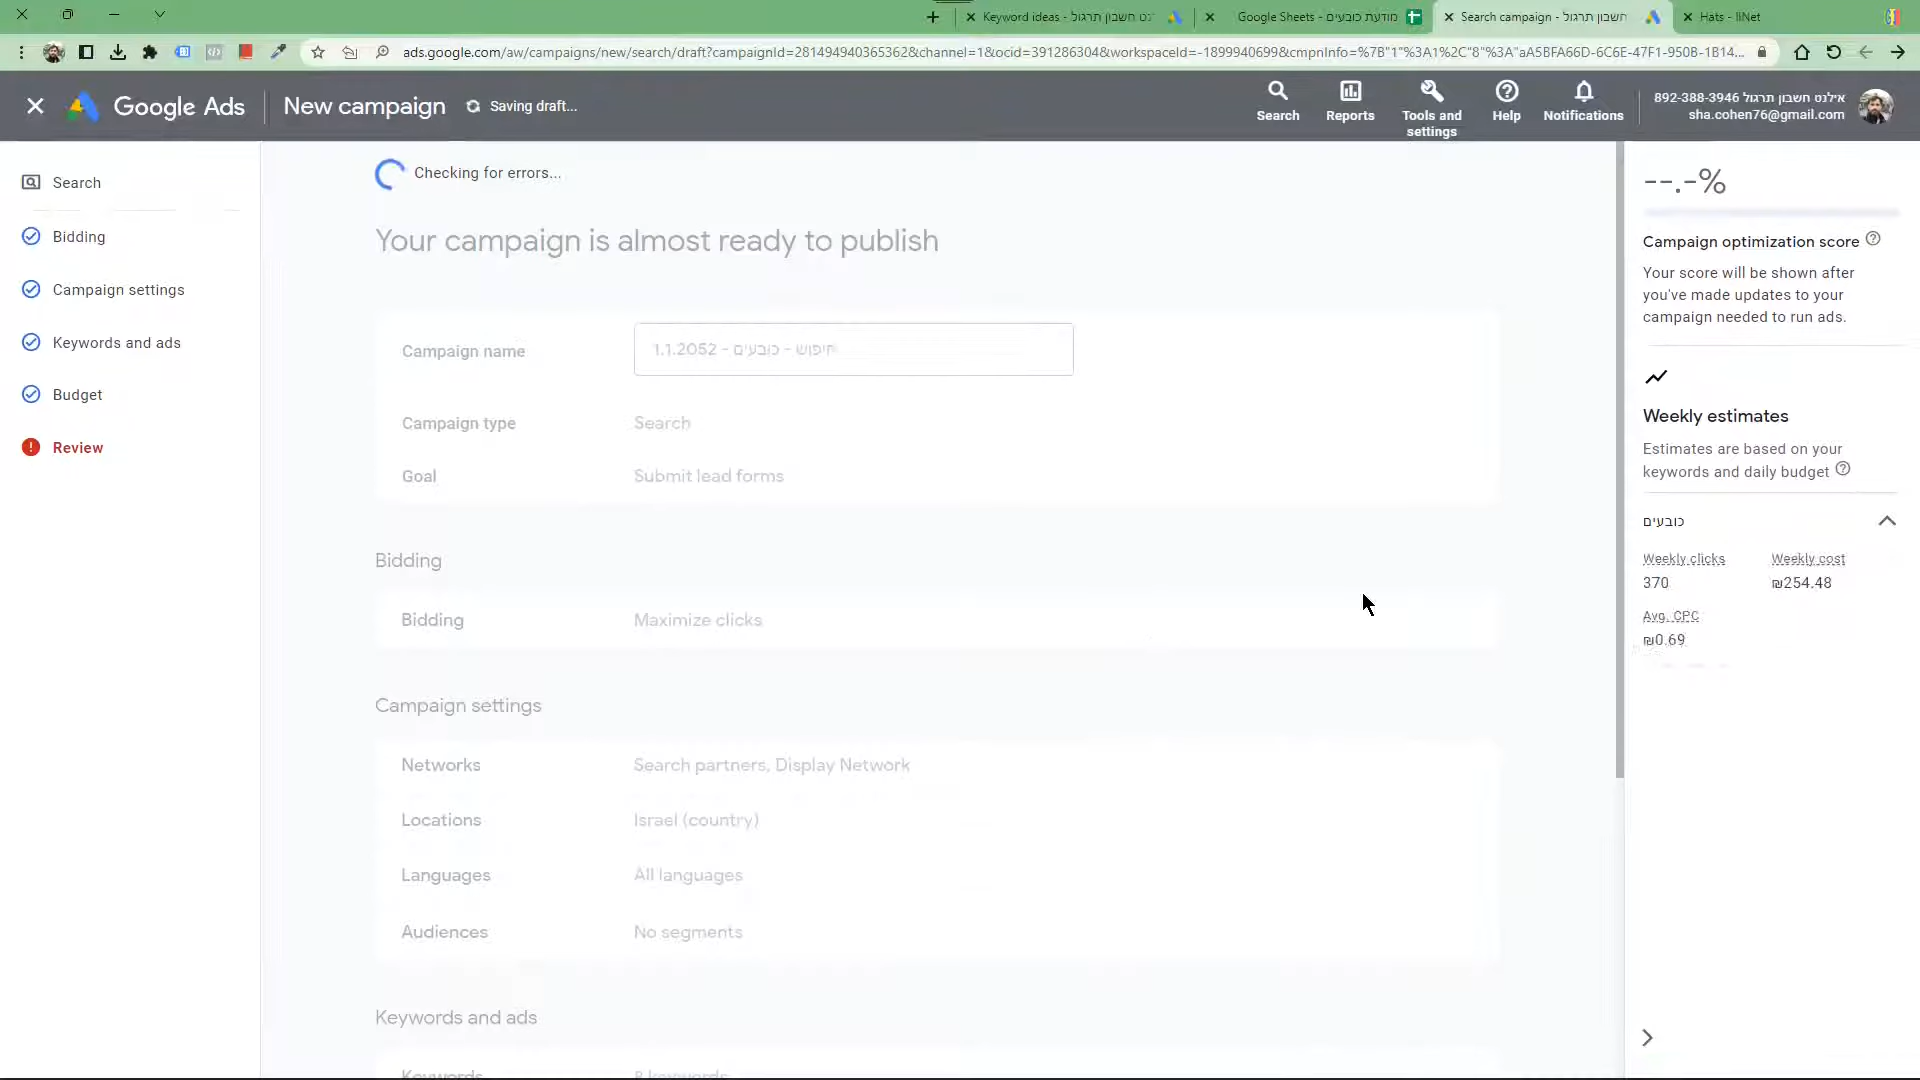 Keyword ideas - נט חשבון תרגול
Google Sheets - מודעת כובעים
Search campaign - חשבון תרגול
Hats - liNet
ads.google.com/aw/campaigns/new/search/draft?campaignId=281494940365362&channel=1&ocid=391286304&workspaceId=-1899940699&cmpnInfo=%7B"1"%3A1%2C"8"%3A"aA5BFA66D-6C6E-47F1-950B-1B14...
Google Ads
New campaign
Saving draft...
Search
Reports
Tools and settings
Help
Notifications
892-388-3946 אילנט חשבון תרגול
sha.cohen76@gmail.com
Search
Bidding
Campaign settings
Keywords and ads
Budget
Review
Checking for errors...
Your campaign is almost ready to publish
Campaign name
1.1.2052 - חיפוש - כובעים
Campaign type
Search
Goal
Submit lead forms
Bidding
Bidding
Maximize clicks
Campaign settings
Networks
Search partners, Display Network
Locations
Israel (country)
Languages
All languages
Audiences
No segments
Keywords and ads
Keywords
8 keywords
--.-%
Campaign optimization score
Your score will be shown after
you've made updates to your
campaign needed to run ads.
Weekly estimates
Estimates are based on your
keywords and daily budget
כובעים
Weekly clicks
Weekly cost
370
₪254.48
Avg. CPC
₪0.69